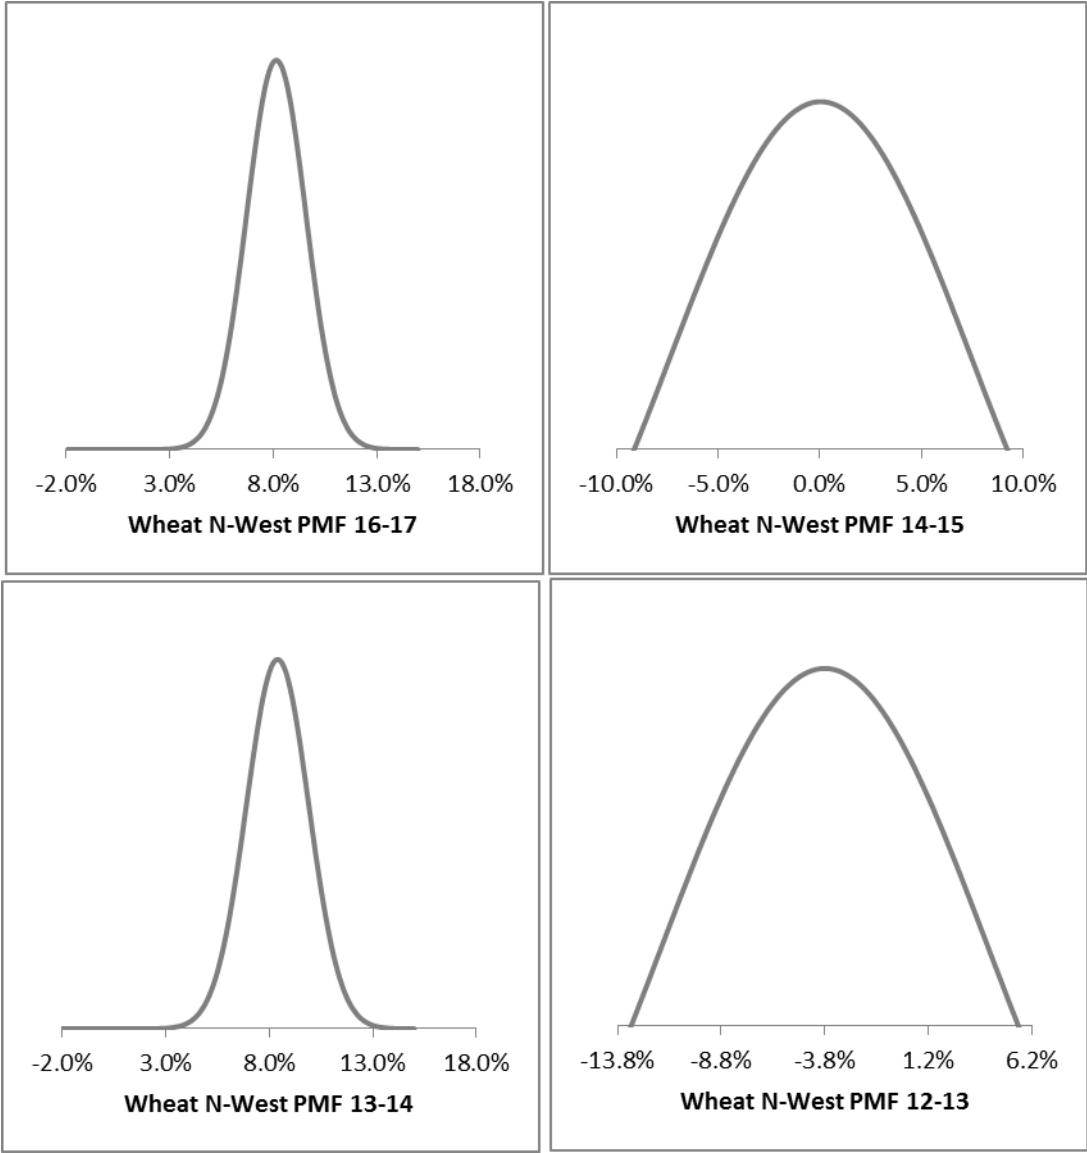 -2.0% 3.0% 8.0% 13.0% 18.0%
Wheat N-West PMF 16-17
-10.0% -5.0% 0.0% 5.0% 10.0%
Wheat N-West PMF 14-15
-2.0% 3.0% 8.0% 13.0% 18.0%
Wheat N-West PMF 13-14
-13.8% -8.8% -3.8% 1.2% 6.2%
Wheat N-West PMF 12-13